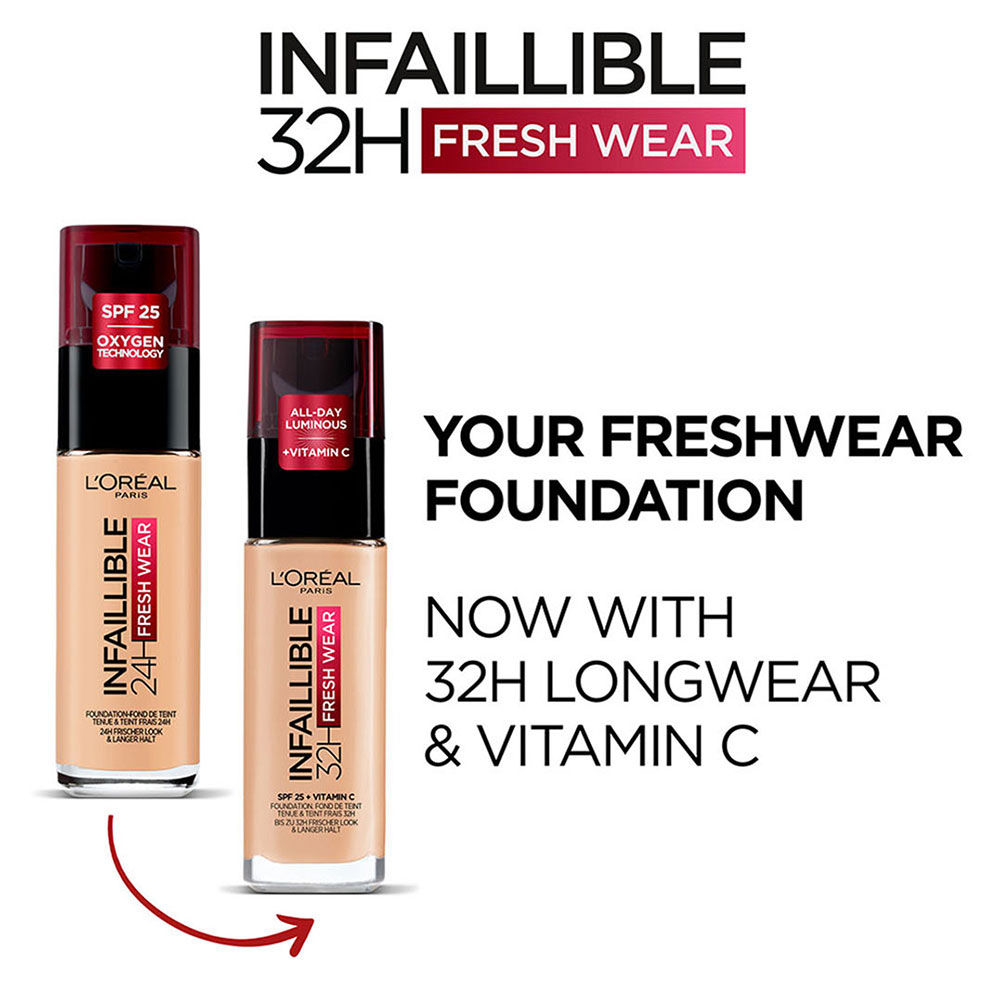 INFAILLIBLE
32H FRESH WEAR
SPF 25
OXYGEN
TECHNOLOGY
L'ORÉAL
PARIS
INFAILLIBLE
24H FRESH WEAR
FOUNDATION-FOND DE TEINT
TENUE & TEINT FRAIS 24H
24H FRISCHER LOOK
& LANGER HALT
ALL-DAY
LUMINOUS
+VITAMIN C
L'ORÉAL
PARIS
INFAILLIBLE
32H FRESH WEAR
SPF 25 + VITAMIN C
FOUNDATION. FOND DE TEINT
TENUE & TEINT FRAIS 32H
BIS ZU 32H FRISCHER LOOK
& LANGER HALT
YOUR FRESHWEAR
FOUNDATION
NOW WITH
32H LONGWEAR
& VITAMIN C